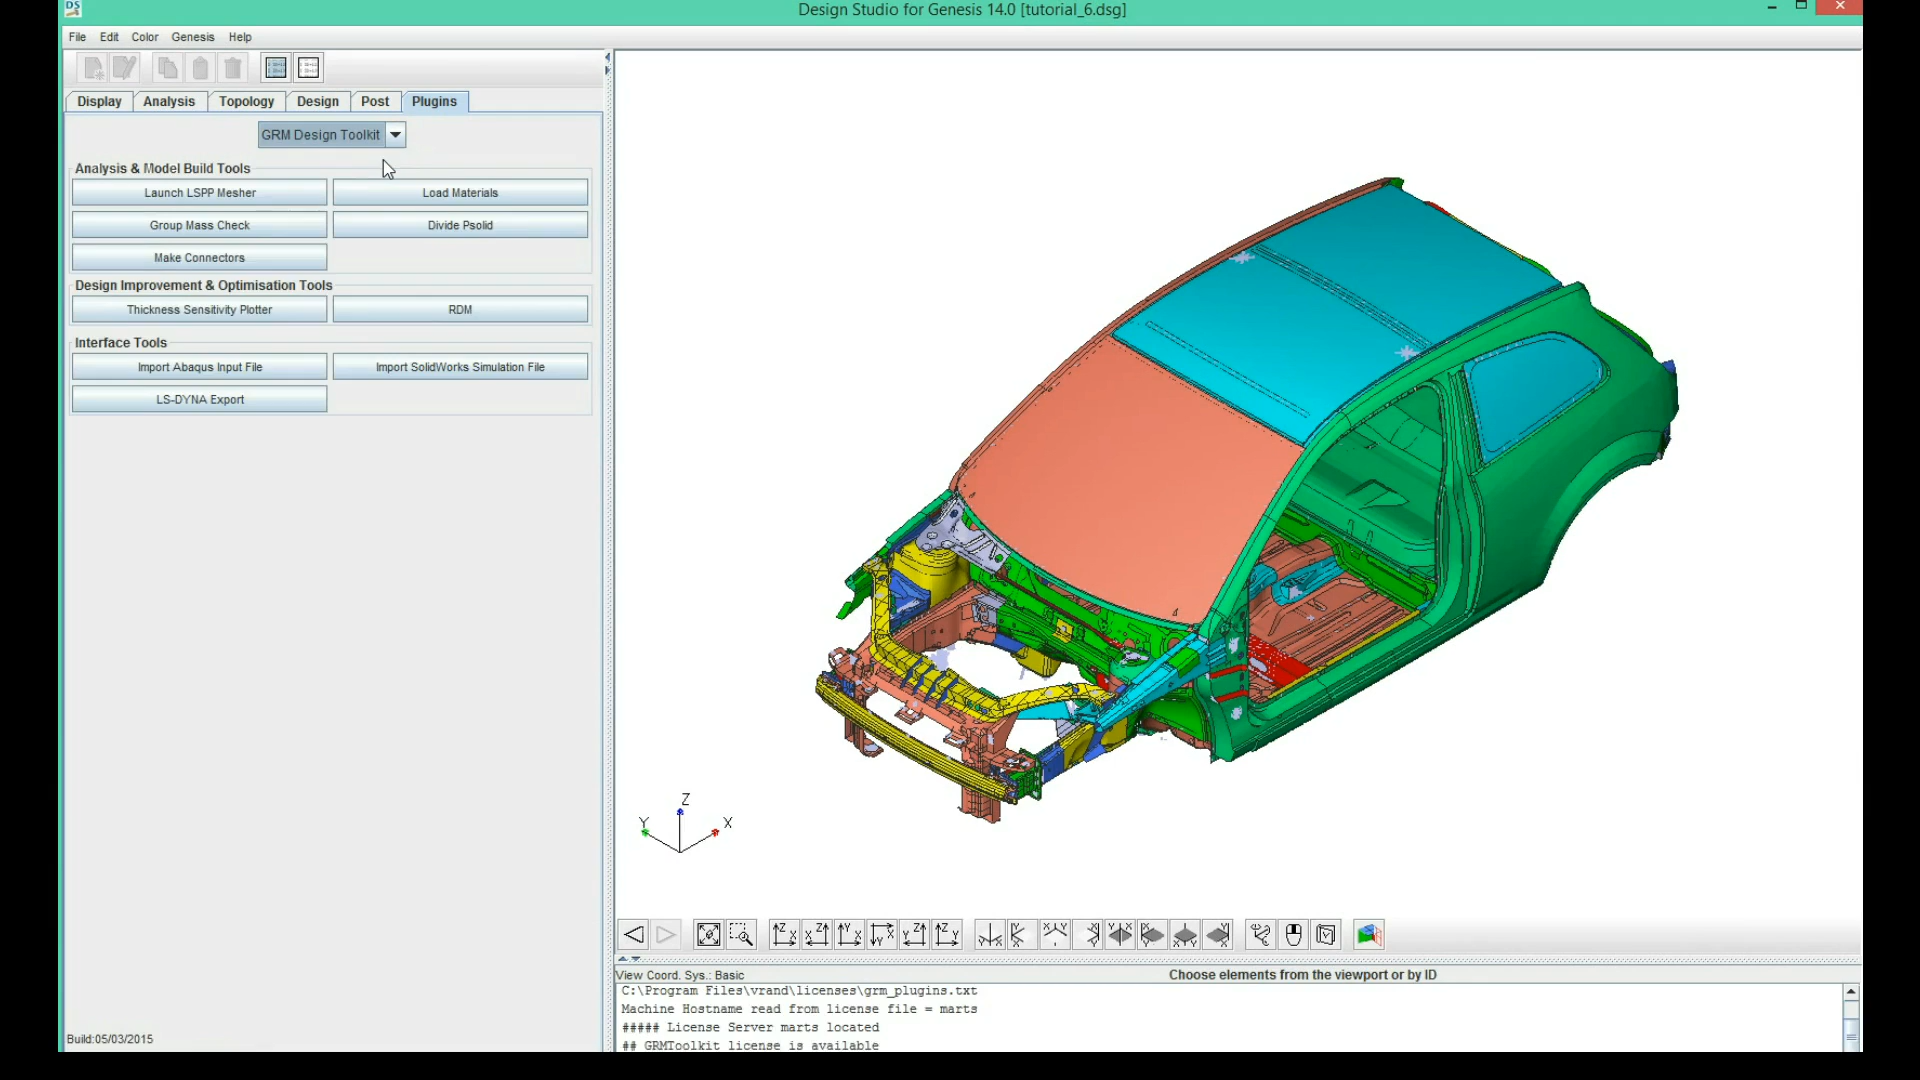 DS
Design Studio for Genesis 14.0 [tutorial_6.dsg]
File Edit Color Genesis Help
Display Analysis Topology Design Post Plugins
GRM Design Toolkit
Analysis & Model Build Tools
Launch LSPP Mesher Load Materials
Group Mass Check Divide Psolid
Make Connectors
Design Improvement & Optimisation Tools
Thickness Sensitivity Plotter RDM
Interface Tools
Import Abaqus Input File Import SolidWorks Simulation File
LS-DYNA Export
Build:05/03/2015
Z
Y X
View Coord. Sys.: Basic Choose elements from the viewport or by ID
C:\Program Files\vrand\licenses\grm_plugins.txt
Machine Hostname read from license file = marts
##### License Server marts located
## GRMToolkit license is available